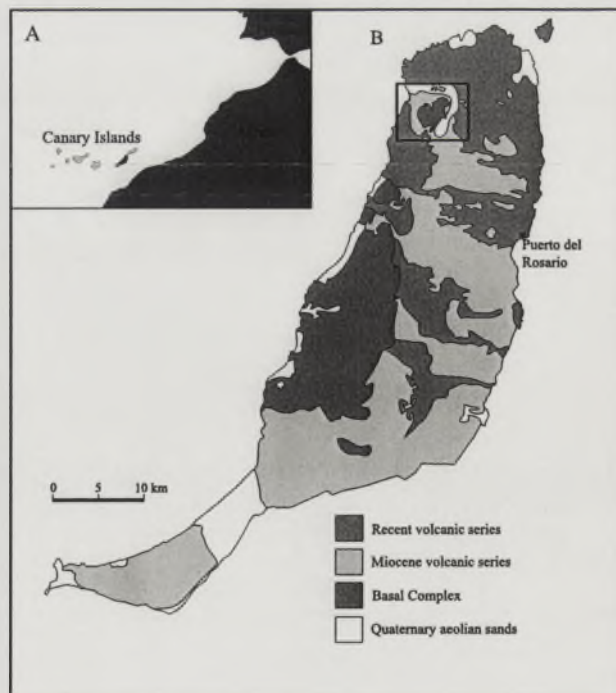 A
B
Canary Islands
Puerto del
Rosario
0 5 10 km
Recent volcanic series
Miocene volcanic series
Basal Complex
Quaternary aeolian sands